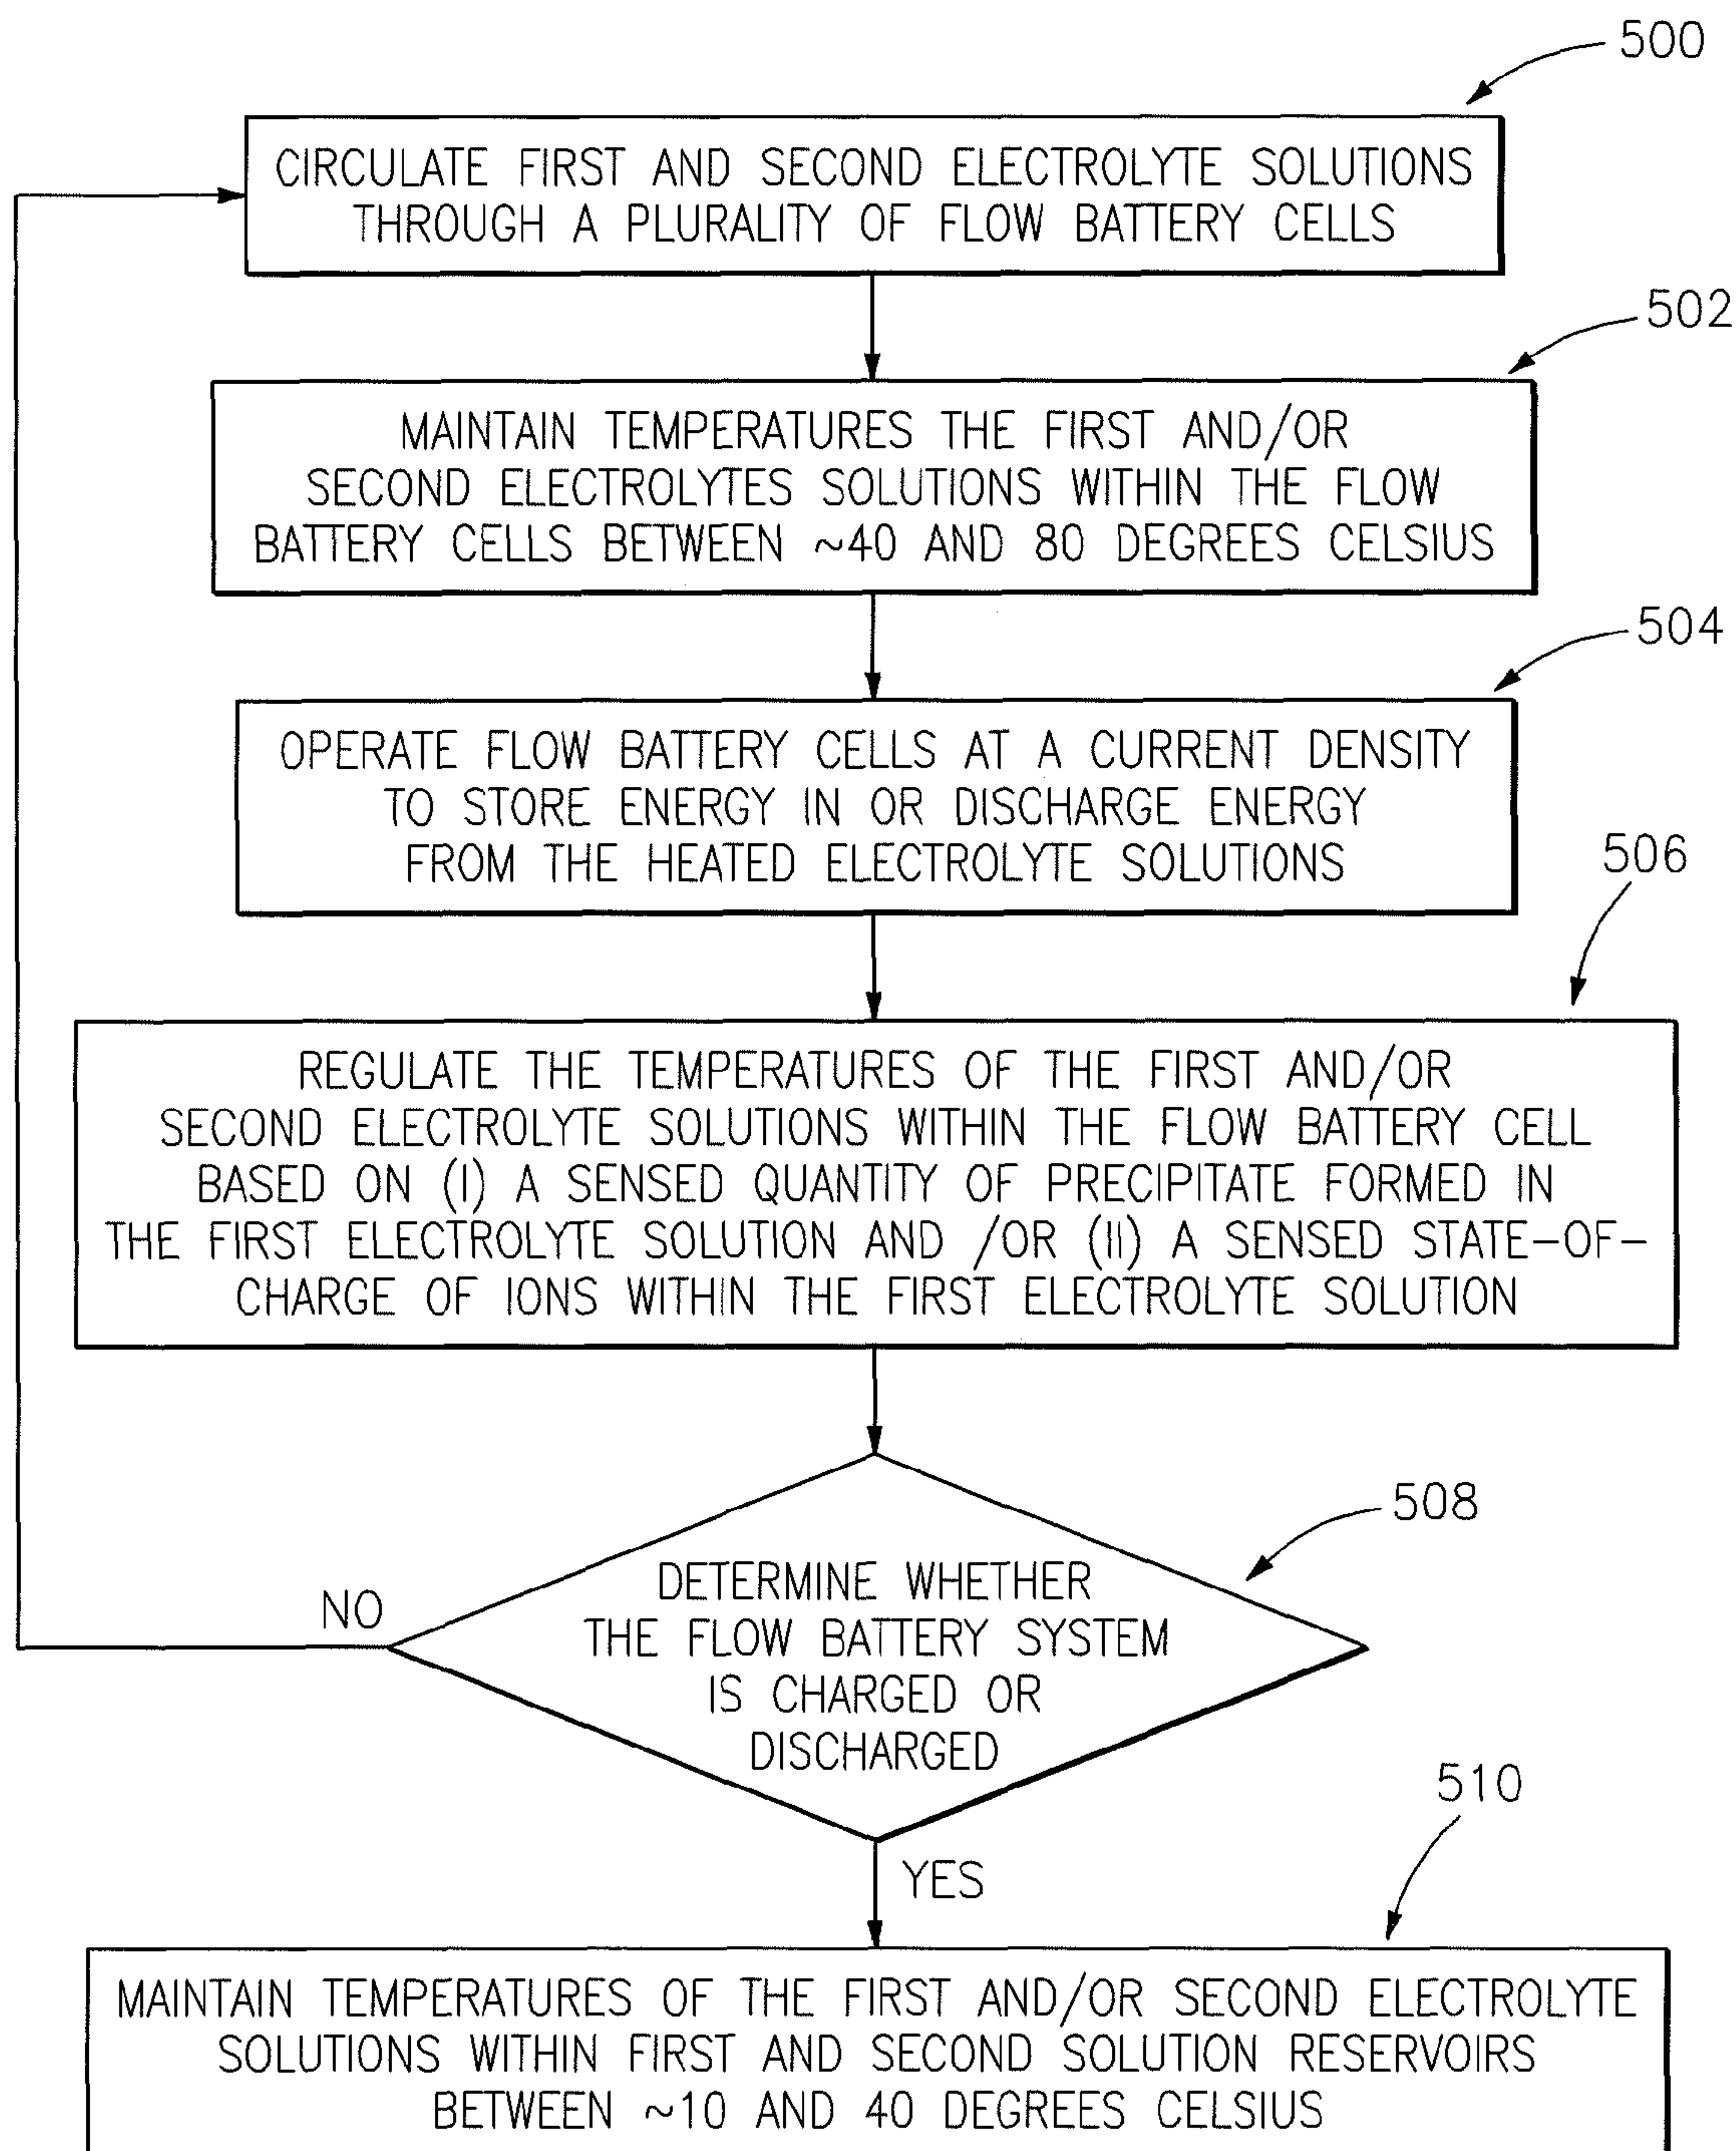 500
CIRCULATE FIRST AND SECOND ELECTROLYTE SOLUTIONS
THROUGH A PLURALITY OF FLOW BATTERY CELLS
502
MAINTAIN TEMPERATURES THE FIRST AND/OR
SECOND ELECTROLYTES SOLUTIONS WITHIN THE FLOW
BATTERY CELLS BETWEEN ~40 AND 80 DEGREES CELSIUS
504
OPERATE FLOW BATTERY CELLS AT A CURRENT DENSITY
TO STORE ENERGY IN OR DISCHARGE ENERGY
FROM THE HEATED ELECTROLYTE SOLUTIONS
506
REGULATE THE TEMPERATURES OF THE FIRST AND/OR
SECOND ELECTROLYTE SOLUTIONS WITHIN THE FLOW BATTERY CELL
BASED ON (I) A SENSED QUANTITY OF PRECIPITATE FORMED IN
THE FIRST ELECTROLYTE SOLUTION AND /OR (II) A SENSED STATE-OF-
CHARGE OF IONS WITHIN THE FIRST ELECTROLYTE SOLUTION
508
DETERMINE WHETHER
THE FLOW BATTERY SYSTEM
IS CHARGED OR
DISCHARGED
NO
YES
510
MAINTAIN TEMPERATURES OF THE FIRST AND/OR SECOND ELECTROLYTE
SOLUTIONS WITHIN FIRST AND SECOND SOLUTION RESERVOIRS
BETWEEN ~10 AND 40 DEGREES CELSIUS